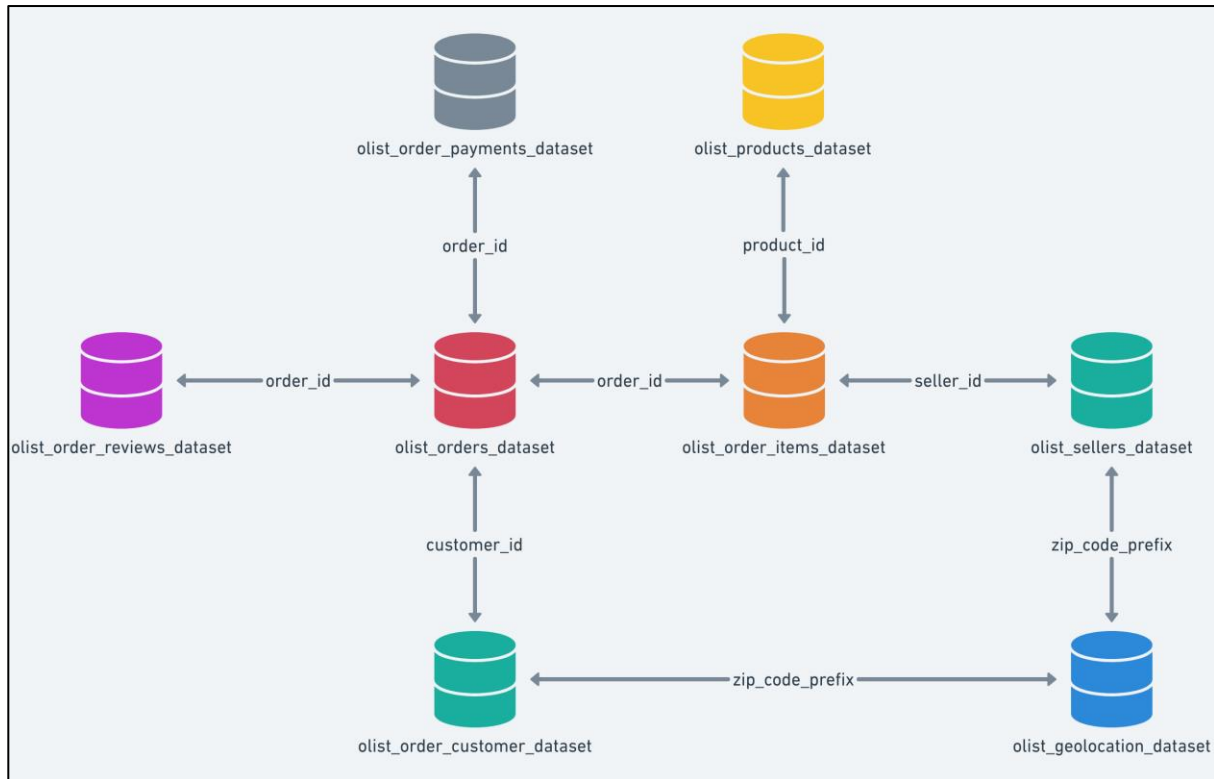 olist_order_payments_dataset
olist_products_dataset
order_id
product_id
order_id
order_id
seller_id
olist_order_reviews_dataset
olist_orders_dataset
olist_order_items_dataset
olist_sellers_dataset
customer_id
zip_code_prefix
zip_code_prefix
olist_order_customer_dataset
olist_geolocation_dataset